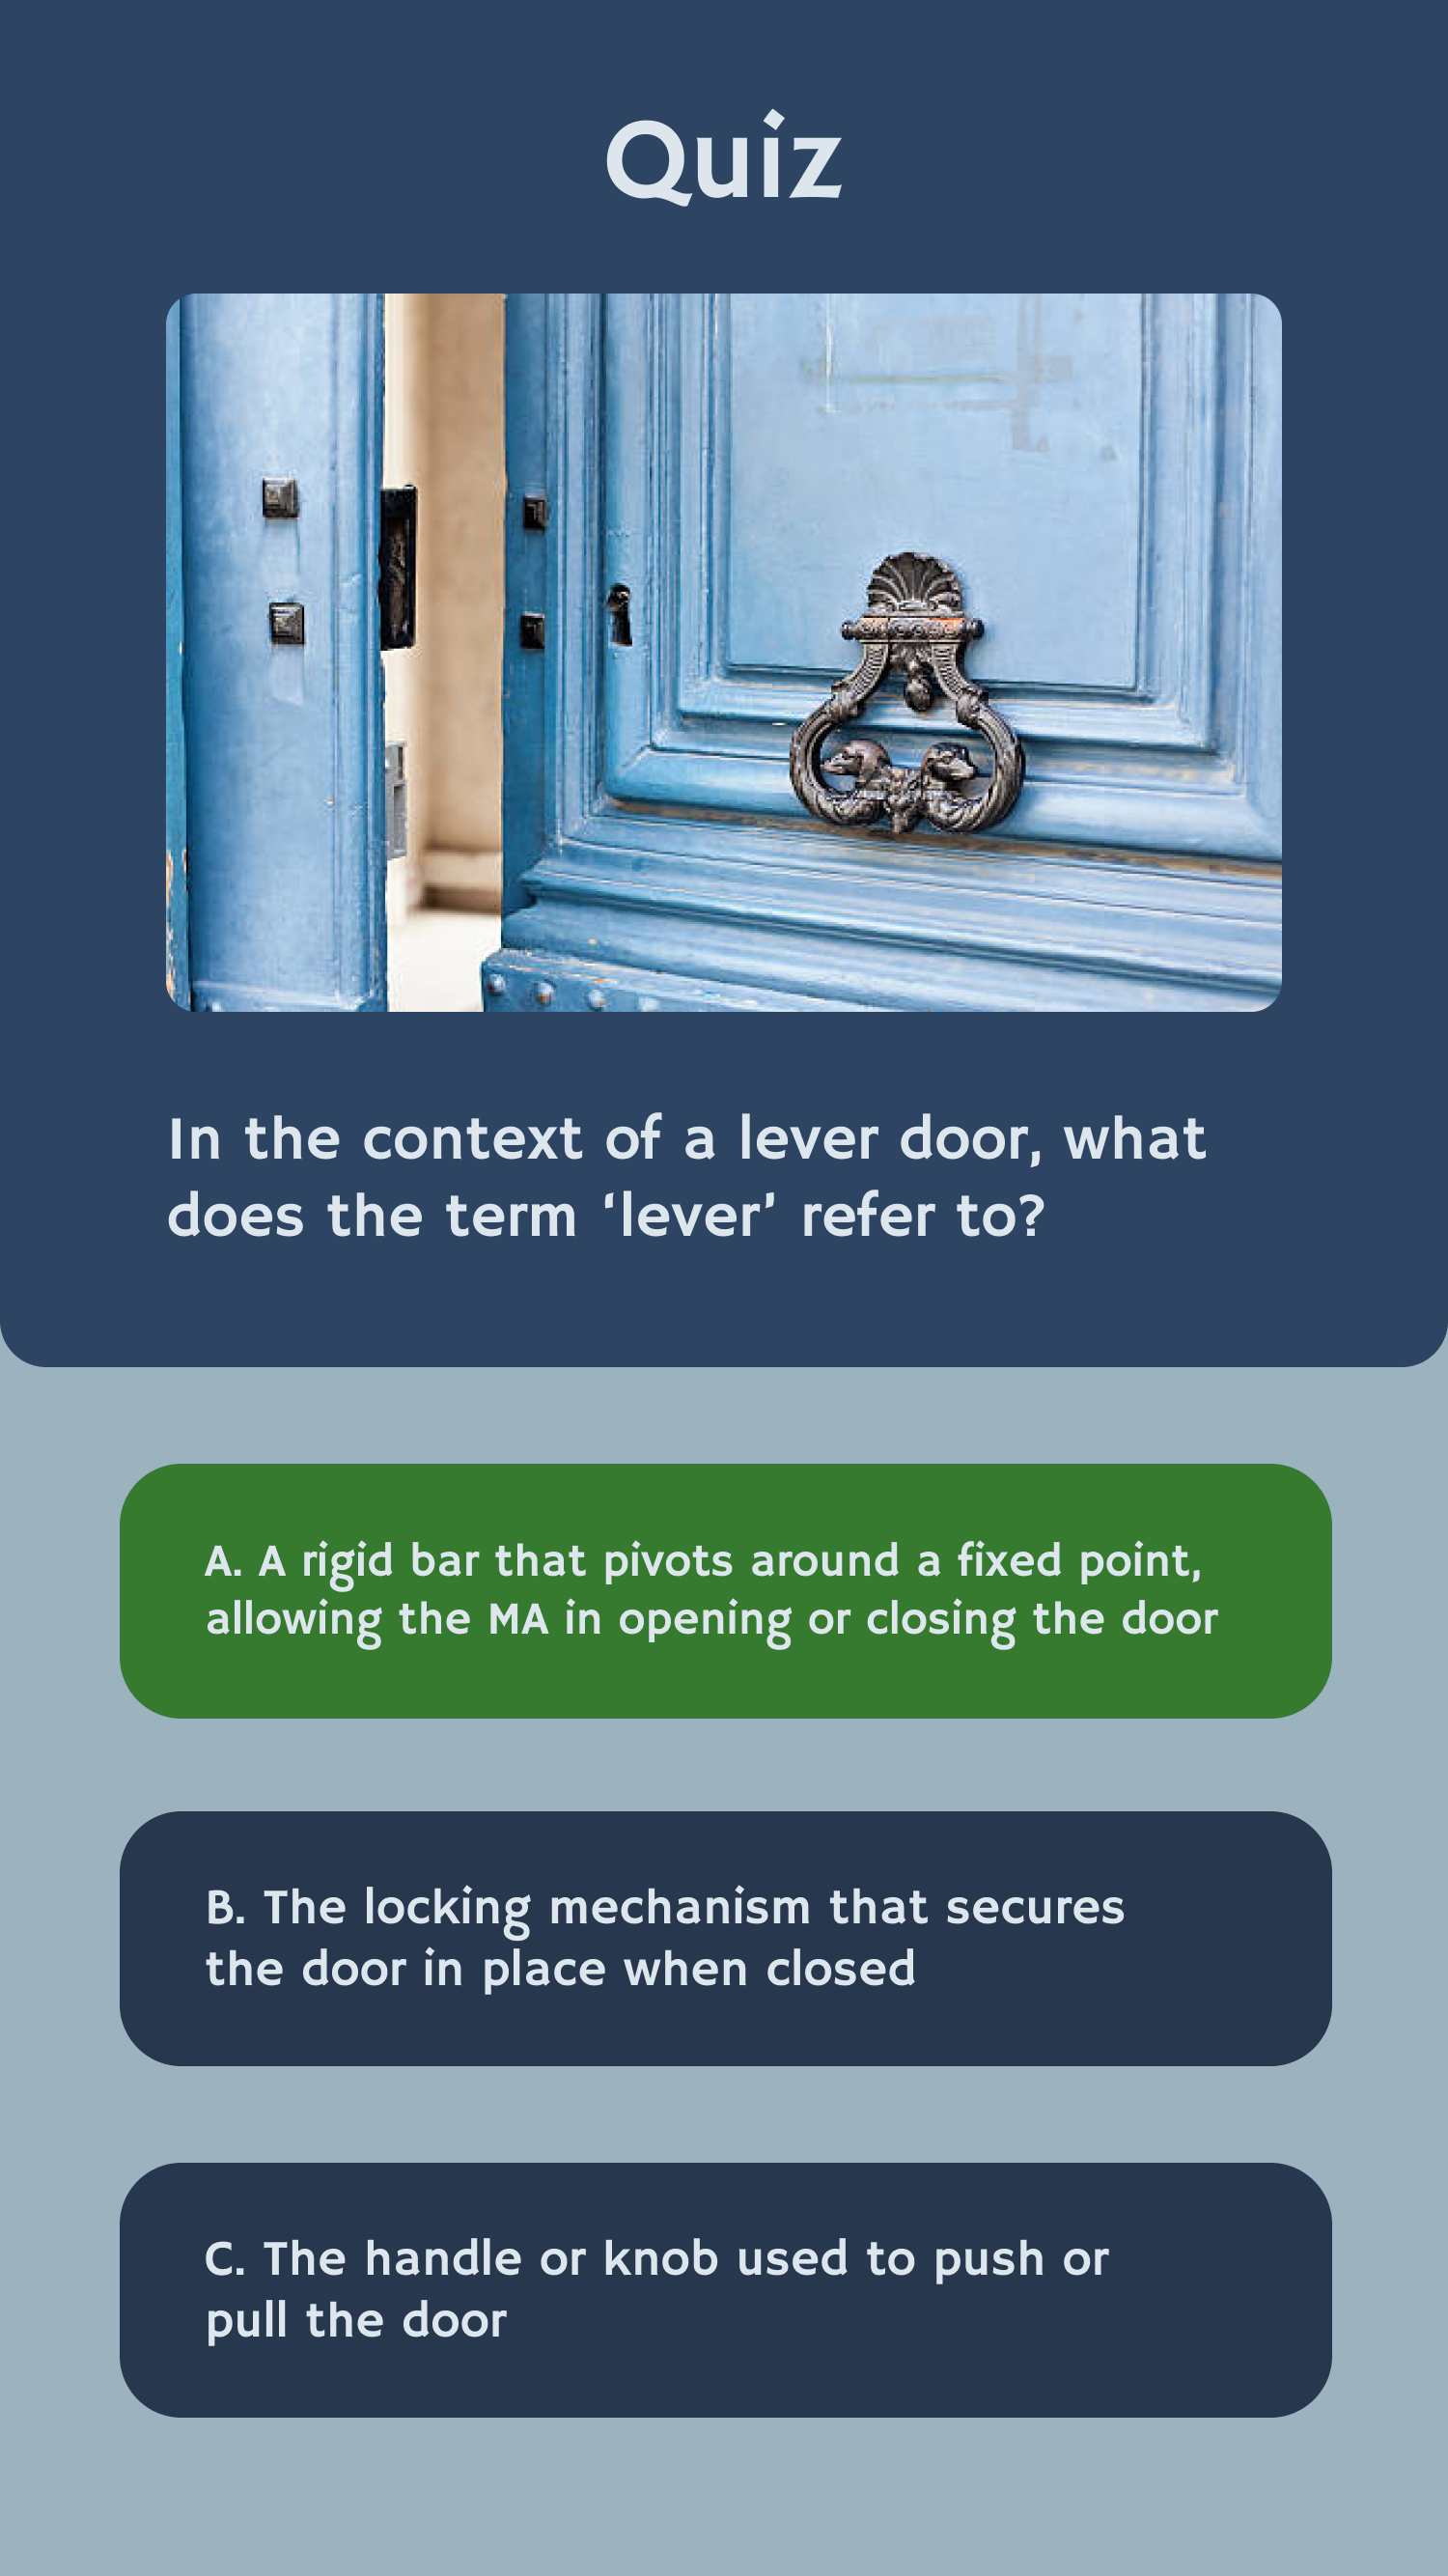 Quiz
In the context of a lever door, what
does the term ‘lever’ refer to?
A. A rigid bar that pivots around a fixed point,
allowing the MA in opening or closing the door
B. The locking mechanism that secures
the door in place when closed
C. The handle or knob used to push or
pull the door